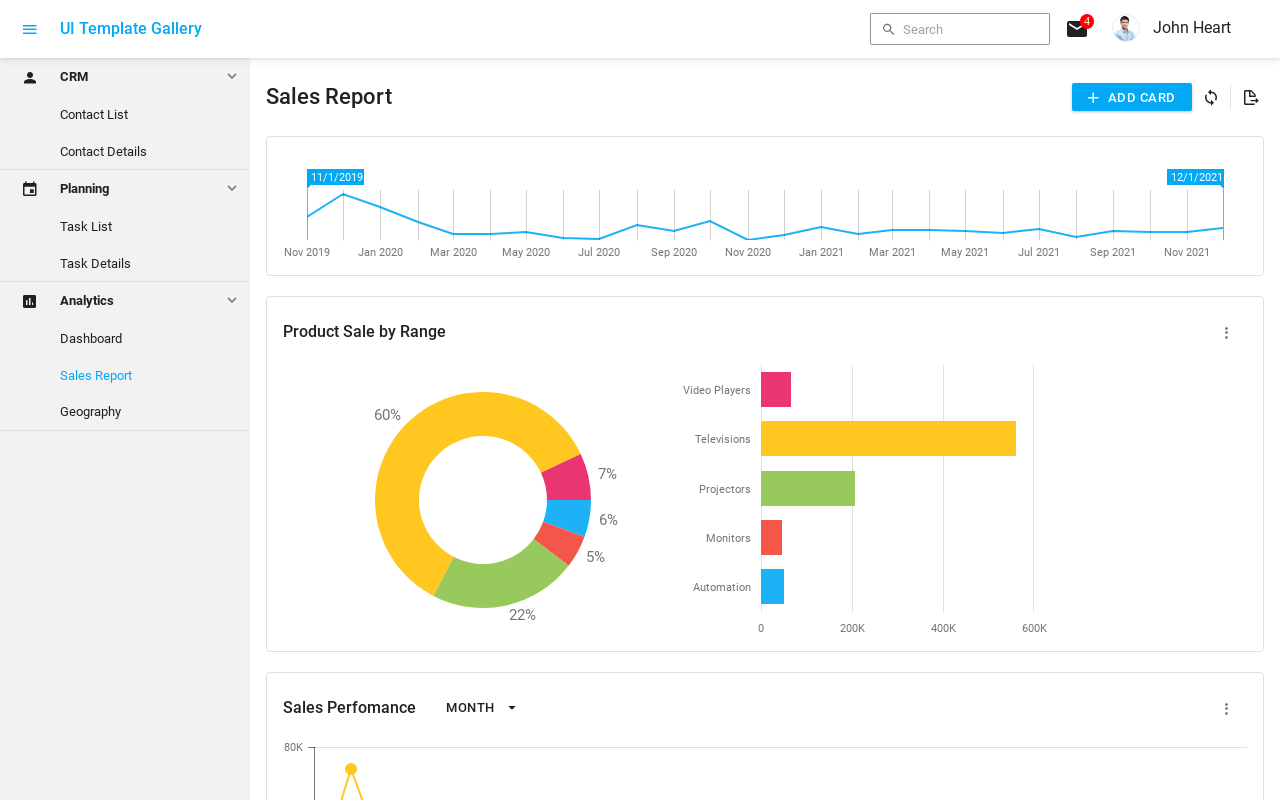 UI Template Gallery
Search
4
John Heart
CRM
Contact List
Contact Details
Planning
Task List
Task Details
Analytics
Dashboard
Sales Report
Geography
Sales Report
ADD CARD
11/1/2019
12/1/2021
Nov 2019 Jan 2020 Mar 2020 May 2020 Jul 2020 Sep 2020 Nov 2020 Jan 2021 Mar 2021 May 2021 Jul 2021 Sep 2021 Nov 2021
Product Sale by Range
60%
7%
6%
5%
22%
Video Players
Televisions
Projectors
Monitors
Automation
0 200K 400K 600K
Sales Perfomance
MONTH
80K